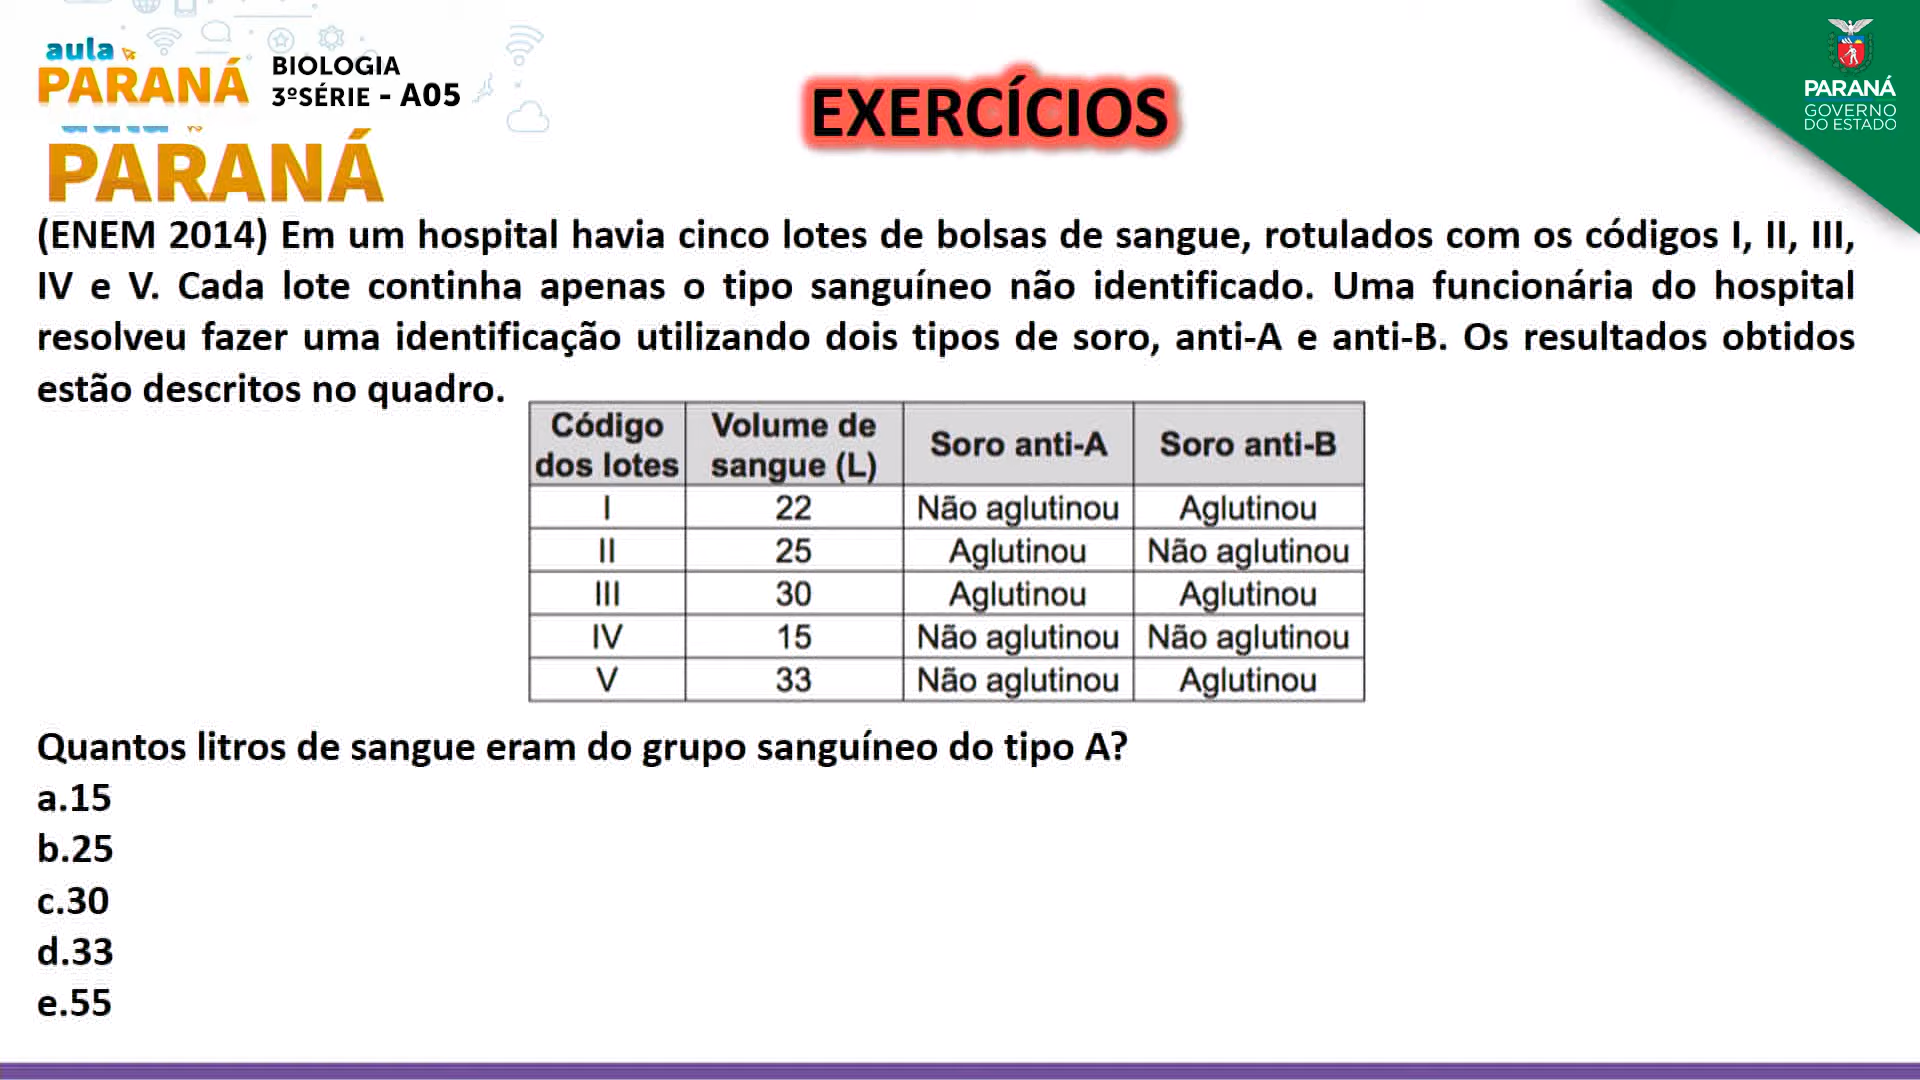 aula
PARANÁ
BIOLOGIA
3ºSÉRIE - A05
EXERCÍCIOS
PARANÁ
GOVERNO
DO ESTADO
PARANÁ
(ENEM 2014) Em um hospital havia cinco lotes de bolsas de sangue, rotulados com os códigos I, II, III,
IV e V. Cada lote continha apenas o tipo sanguíneo não identificado. Uma funcionária do hospital
resolveu fazer uma identificação utilizando dois tipos de soro, anti-A e anti-B. Os resultados obtidos
estão descritos no quadro.
Código dos lotes Volume de sangue (L) Soro anti-A Soro anti-B
I 22 Não aglutinou Aglutinou
II 25 Aglutinou Não aglutinou
III 30 Aglutinou Aglutinou
IV 15 Não aglutinou Não aglutinou
V 33 Não aglutinou Aglutinou
Quantos litros de sangue eram do grupo sanguíneo do tipo A?
a.15
b.25
c.30
d.33
e.55